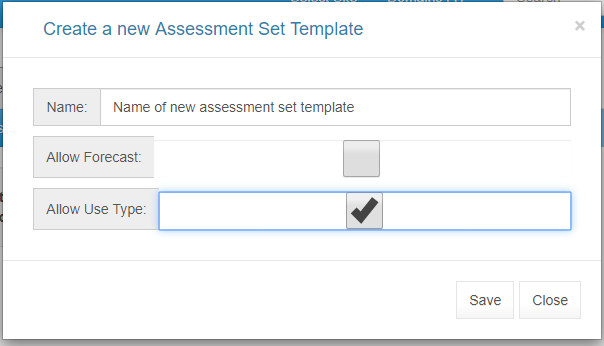 Create a new Assessment Set Template
×
Name: Name of new assessment set template
Allow Forecast:
Allow Use Type:
Save Close